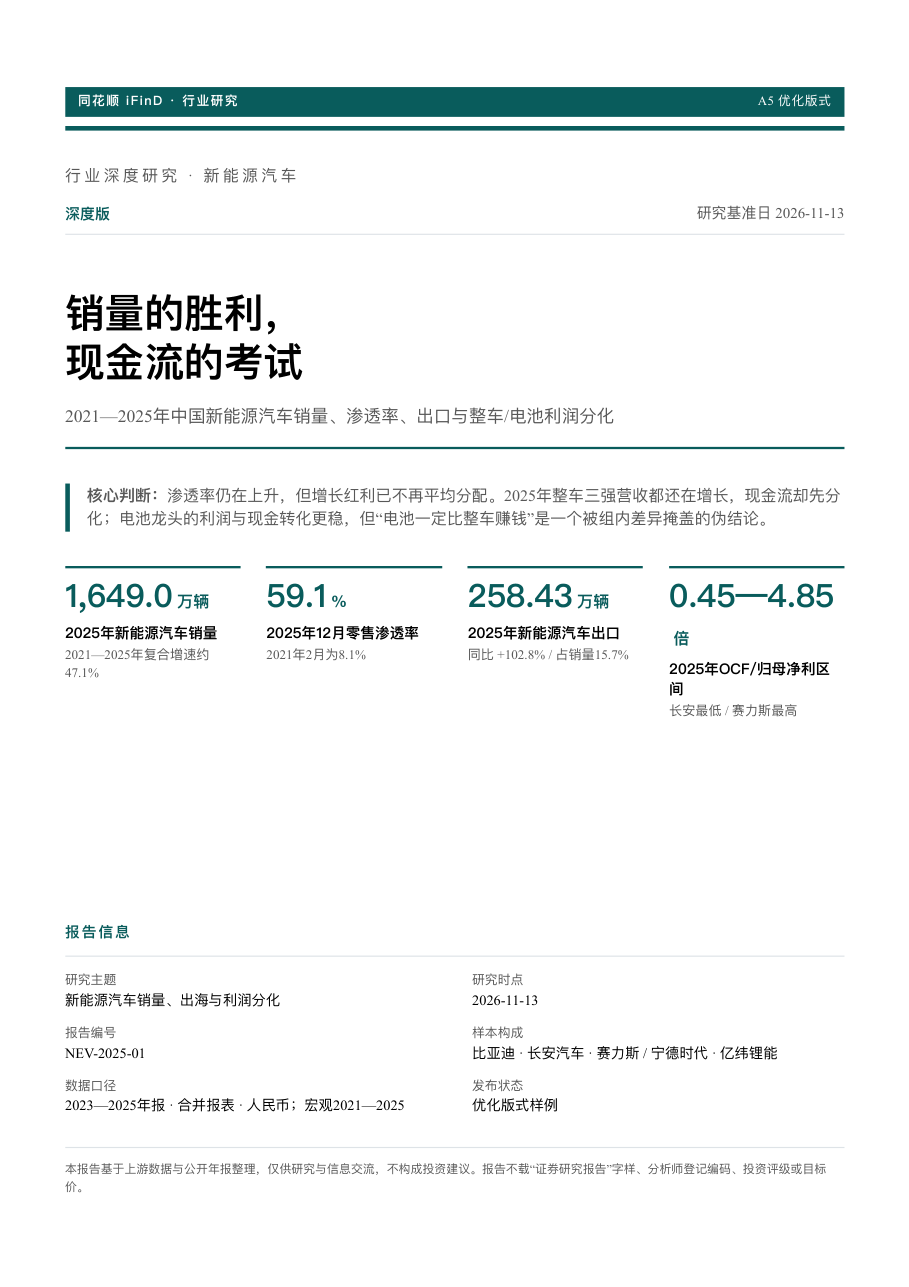 同花顺 iFinD · 行业研究
A5 优化版式
行业深度研究 · 新能源汽车
深度版
研究基准日 2026-11-13
销量的胜利，
现金流的考试
2021—2025年中国新能源汽车销量、渗透率、出口与整车/电池利润分化
核心判断：渗透率仍在上升，但增长红利已不再平均分配。2025年整车三强营收都还在增长，现金流却先分
化；电池龙头的利润与现金转化更稳，但“电池一定比整车赚钱”是一个被组内差异掩盖的伪结论。
1,649.0 万辆
2025年新能源汽车销量
2021—2025年复合增速约
47.1%
59.1 %
2025年12月零售渗透率
2021年2月为8.1%
258.43 万辆
2025年新能源汽车出口
同比 +102.8% / 占销量15.7%
0.45—4.85
倍
2025年OCF/归母净利区
间
长安最低 / 赛力斯最高
报告信息
研究主题
新能源汽车销量、出海与利润分化
研究时点
2026-11-13
报告编号
NEV-2025-01
样本构成
比亚迪 · 长安汽车 · 赛力斯 / 宁德时代 · 亿纬锂能
数据口径
2023—2025年报 · 合并报表 · 人民币；宏观2021—2025
发布状态
优化版式样例
本报告基于上游数据与公开年报整理，仅供研究与信息交流，不构成投资建议。报告不载“证券研究报告”字样、分析师登记编码、投资评级或目标
价。